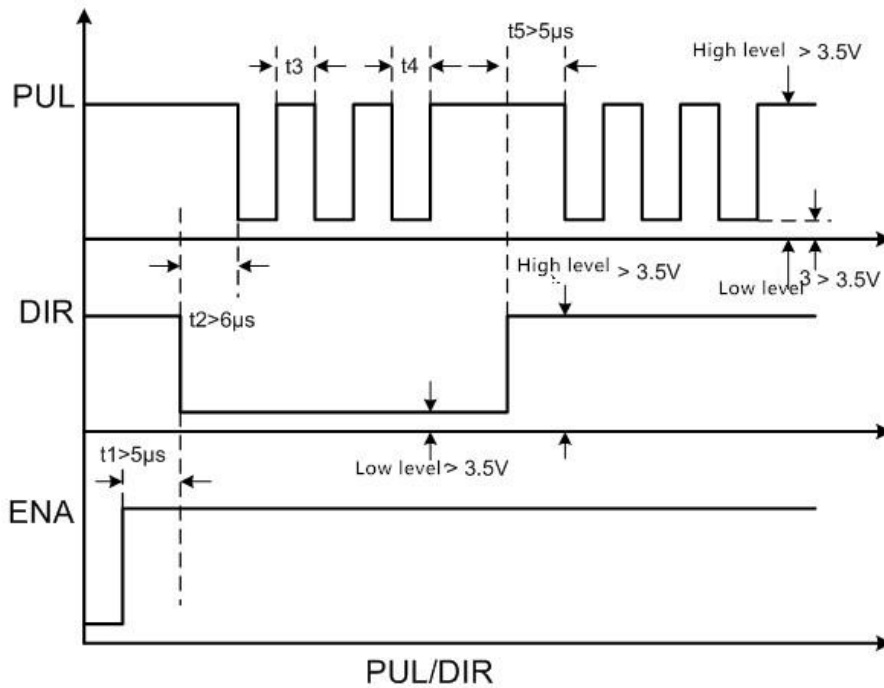 t5>5µs
High level > 3.5V
t3
t4
PUL
High level > 3.5V
3 > 3.5V
Low level
DIR
t2>6µs
t1>5µs
Low level > 3.5V
ENA
PUL/DIR